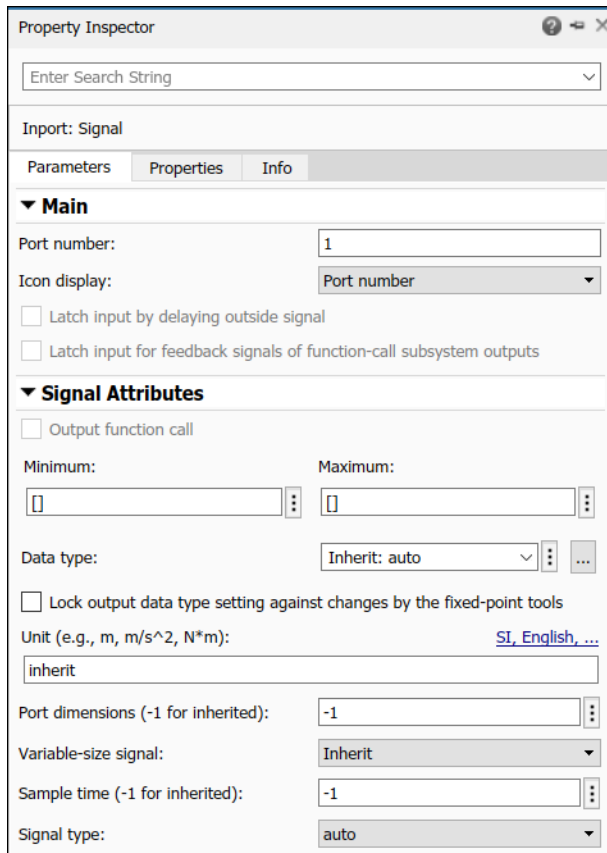 Property Inspector
Enter Search String
Inport: Signal
Parameters Properties Info
Main
Port number: 1
Icon display: Port number
Latch input by delaying outside signal
Latch input for feedback signals of function-call subsystem outputs
Signal Attributes
Output function call
Minimum: Maximum:
[] []
Data type: Inherit: auto ...
Lock output data type setting against changes by the fixed-point tools
Unit (e.g., m, m/s^2, N*m): SI, English, ...
inherit
Port dimensions (-1 for inherited): -1
Variable-size signal: Inherit
Sample time (-1 for inherited): -1
Signal type: auto